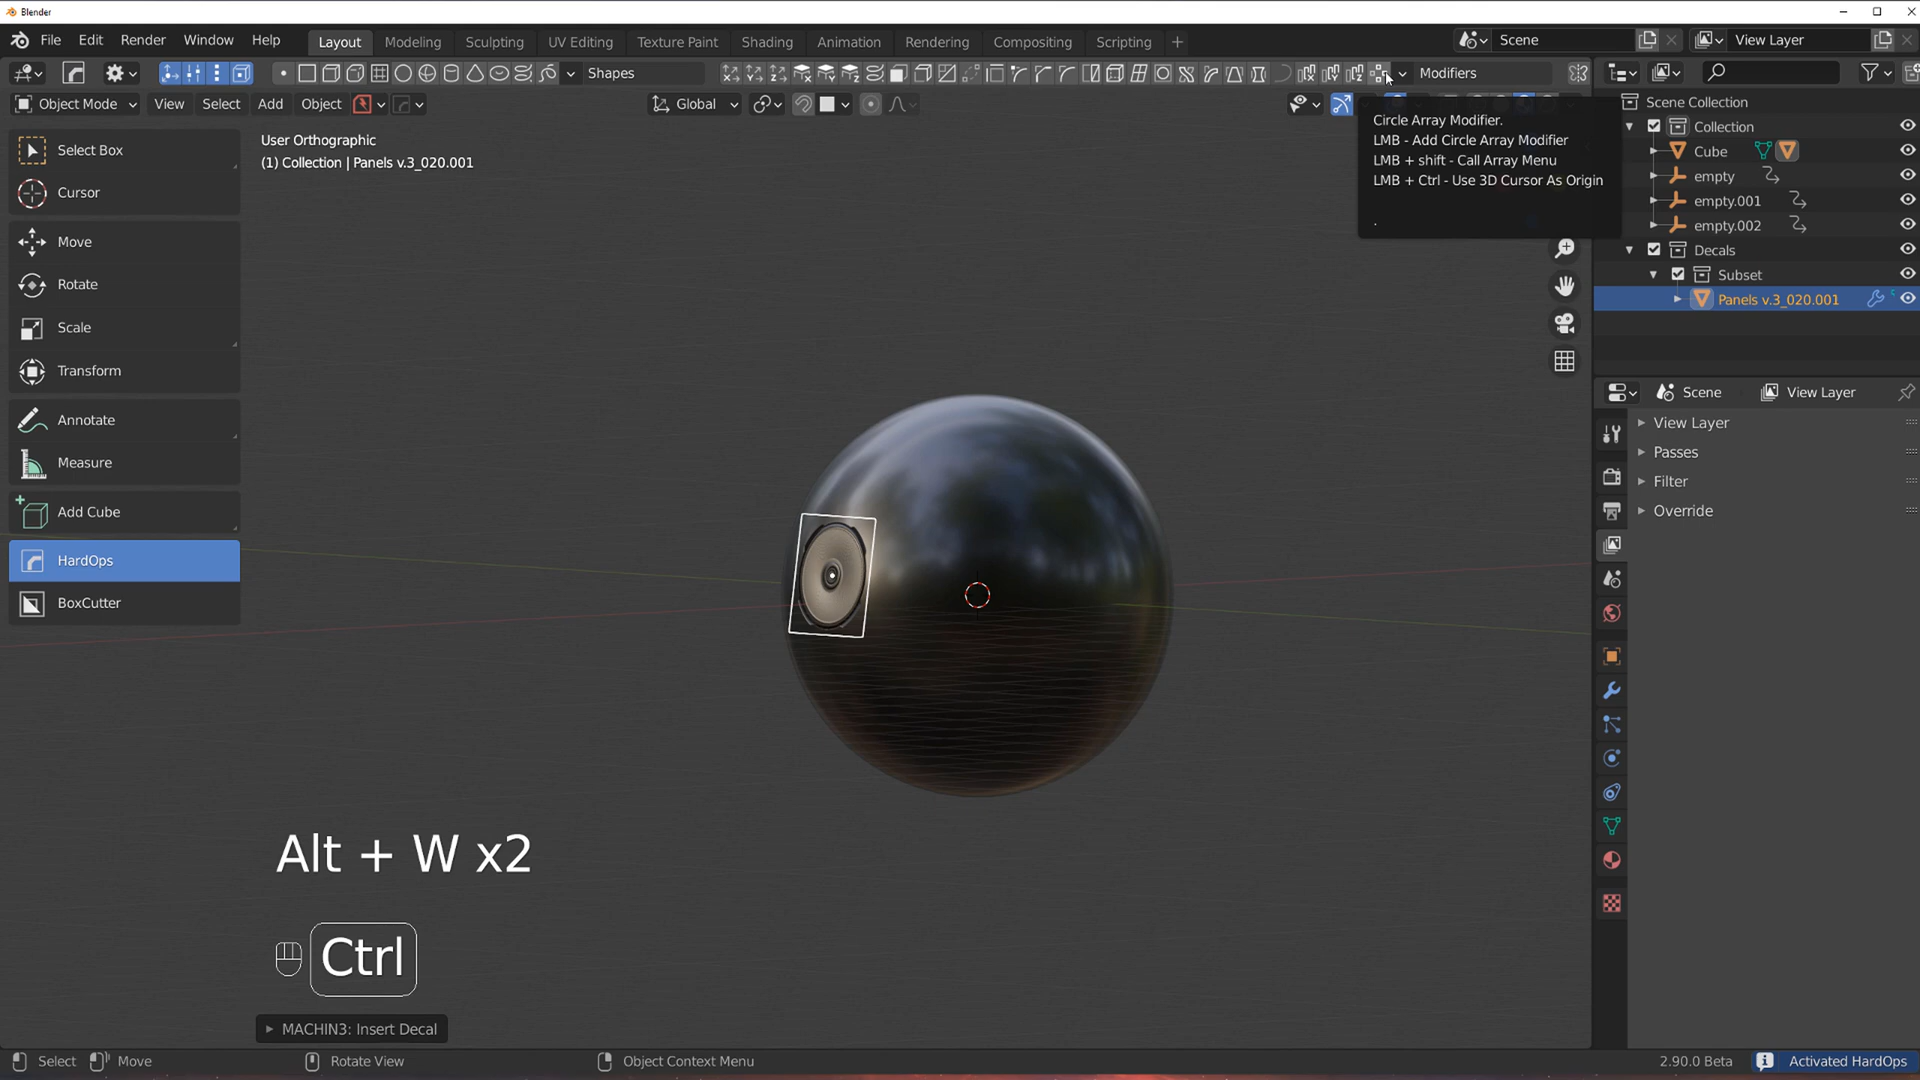 Blender
File Edit Render Window Help
Layout Modeling Sculpting UV Editing Texture Paint Shading Animation Rendering Compositing Scripting +
Scene
View Layer
Shapes
Modifiers
Object Mode View Select Add Object
Global
User Orthographic
(1) Collection | Panels v.3_020.001
Select Box
Cursor
Move
Rotate
Scale
Transform
Annotate
Measure
Add Cube
HardOps
BoxCutter
Circle Array Modifier.
LMB - Add Circle Array Modifier
LMB + shift - Call Array Menu
LMB + Ctrl - Use 3D Cursor As Origin
.
Scene Collection
Collection
Cube
empty
empty.001
empty.002
Decals
Subset
Panels v.3_020.001
Scene View Layer
View Layer
Passes
Filter
Override
Alt + W x2
Ctrl
MACHIN3: Insert Decal
Select Move Rotate View Object Context Menu
2.90.0 Beta
Activated HardOps